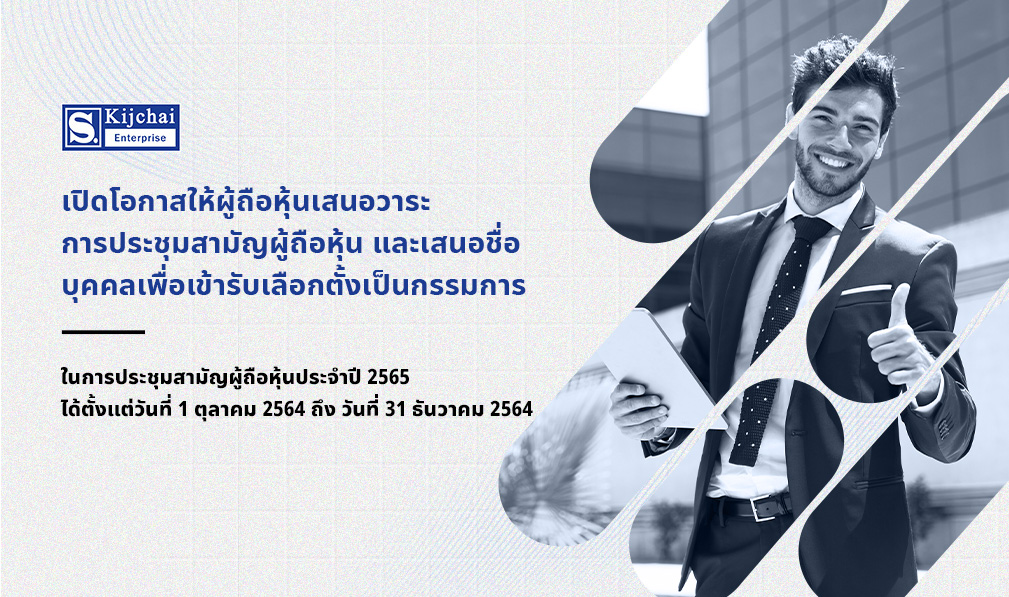 S. Kijchai
Enterprise
เปิดโอกาสให้ผู้ถือหุ้นเสนอวาระ
การประชุมสามัญผู้ถือหุ้น และเสนอชื่อ
บุคคลเพื่อเข้ารับเลือกตั้งเป็นกรรมการ
ในการประชุมสามัญผู้ถือหุ้นประจำปี 2565
ได้ตั้งแต่วันที่ 1 ตุลาคม 2564 ถึง วันที่ 31 ธันวาคม 2564